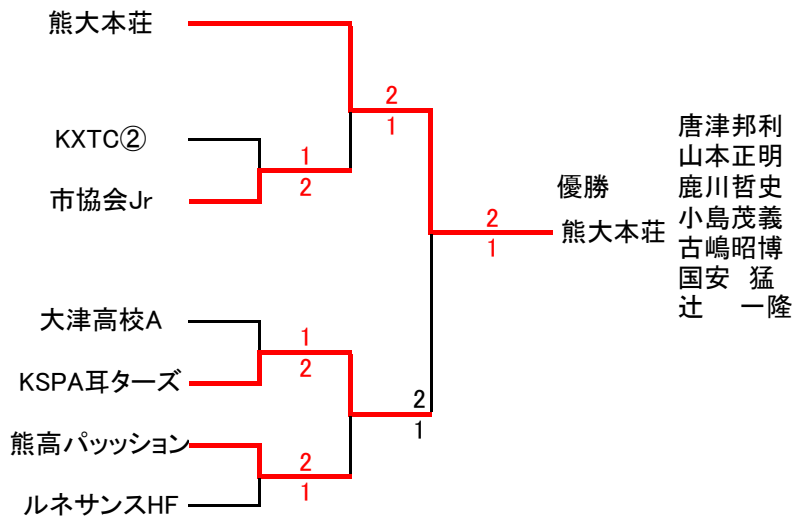 熊大本荘
2
1
KXTC②
1
2
市協会Jr
優勝
2
1
熊大本荘
唐津邦利
山本正明
鹿川哲史
小島茂義
古嶋昭博
国安 猛
辻 一隆
大津高校A
1
2
KSPA耳ターズ
2
1
熊高パッッション
2
1
ルネサンスHF